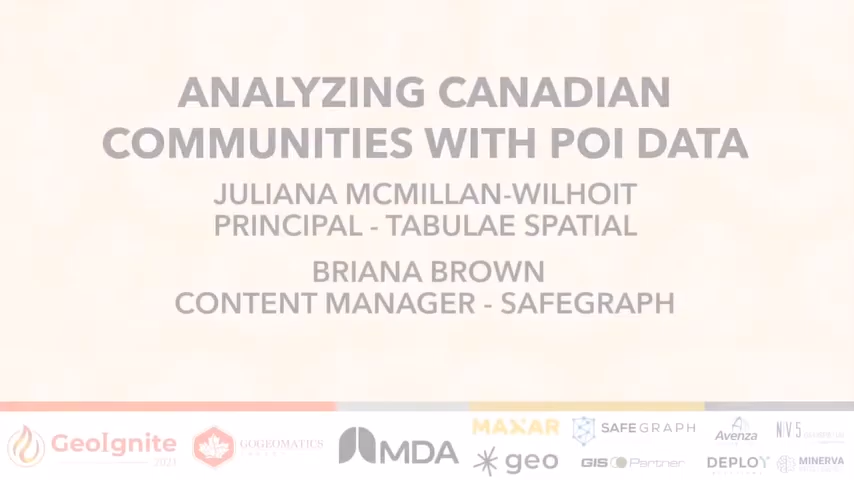 ANALYZING CANADIAN
COMMUNITIES WITH POI DATA
JULIANA MCMILLAN-WILHOIT
PRINCIPAL - TABULAE SPATIAL
BRIANA BROWN
CONTENT MANAGER - SAFEGRAPH
GeoIgnite
2021
GOGEOMATICS
MDA
MAXAR
geo
SAFEGRAPH
GIS Partner
Avenza
DEPLOY
NV5
MINERVA